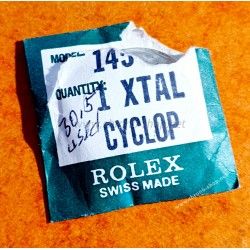 MODEL 145
QUANTITY: 1 XTAL
3015
used
CYCLOP
ROLEX
SWISS MADE